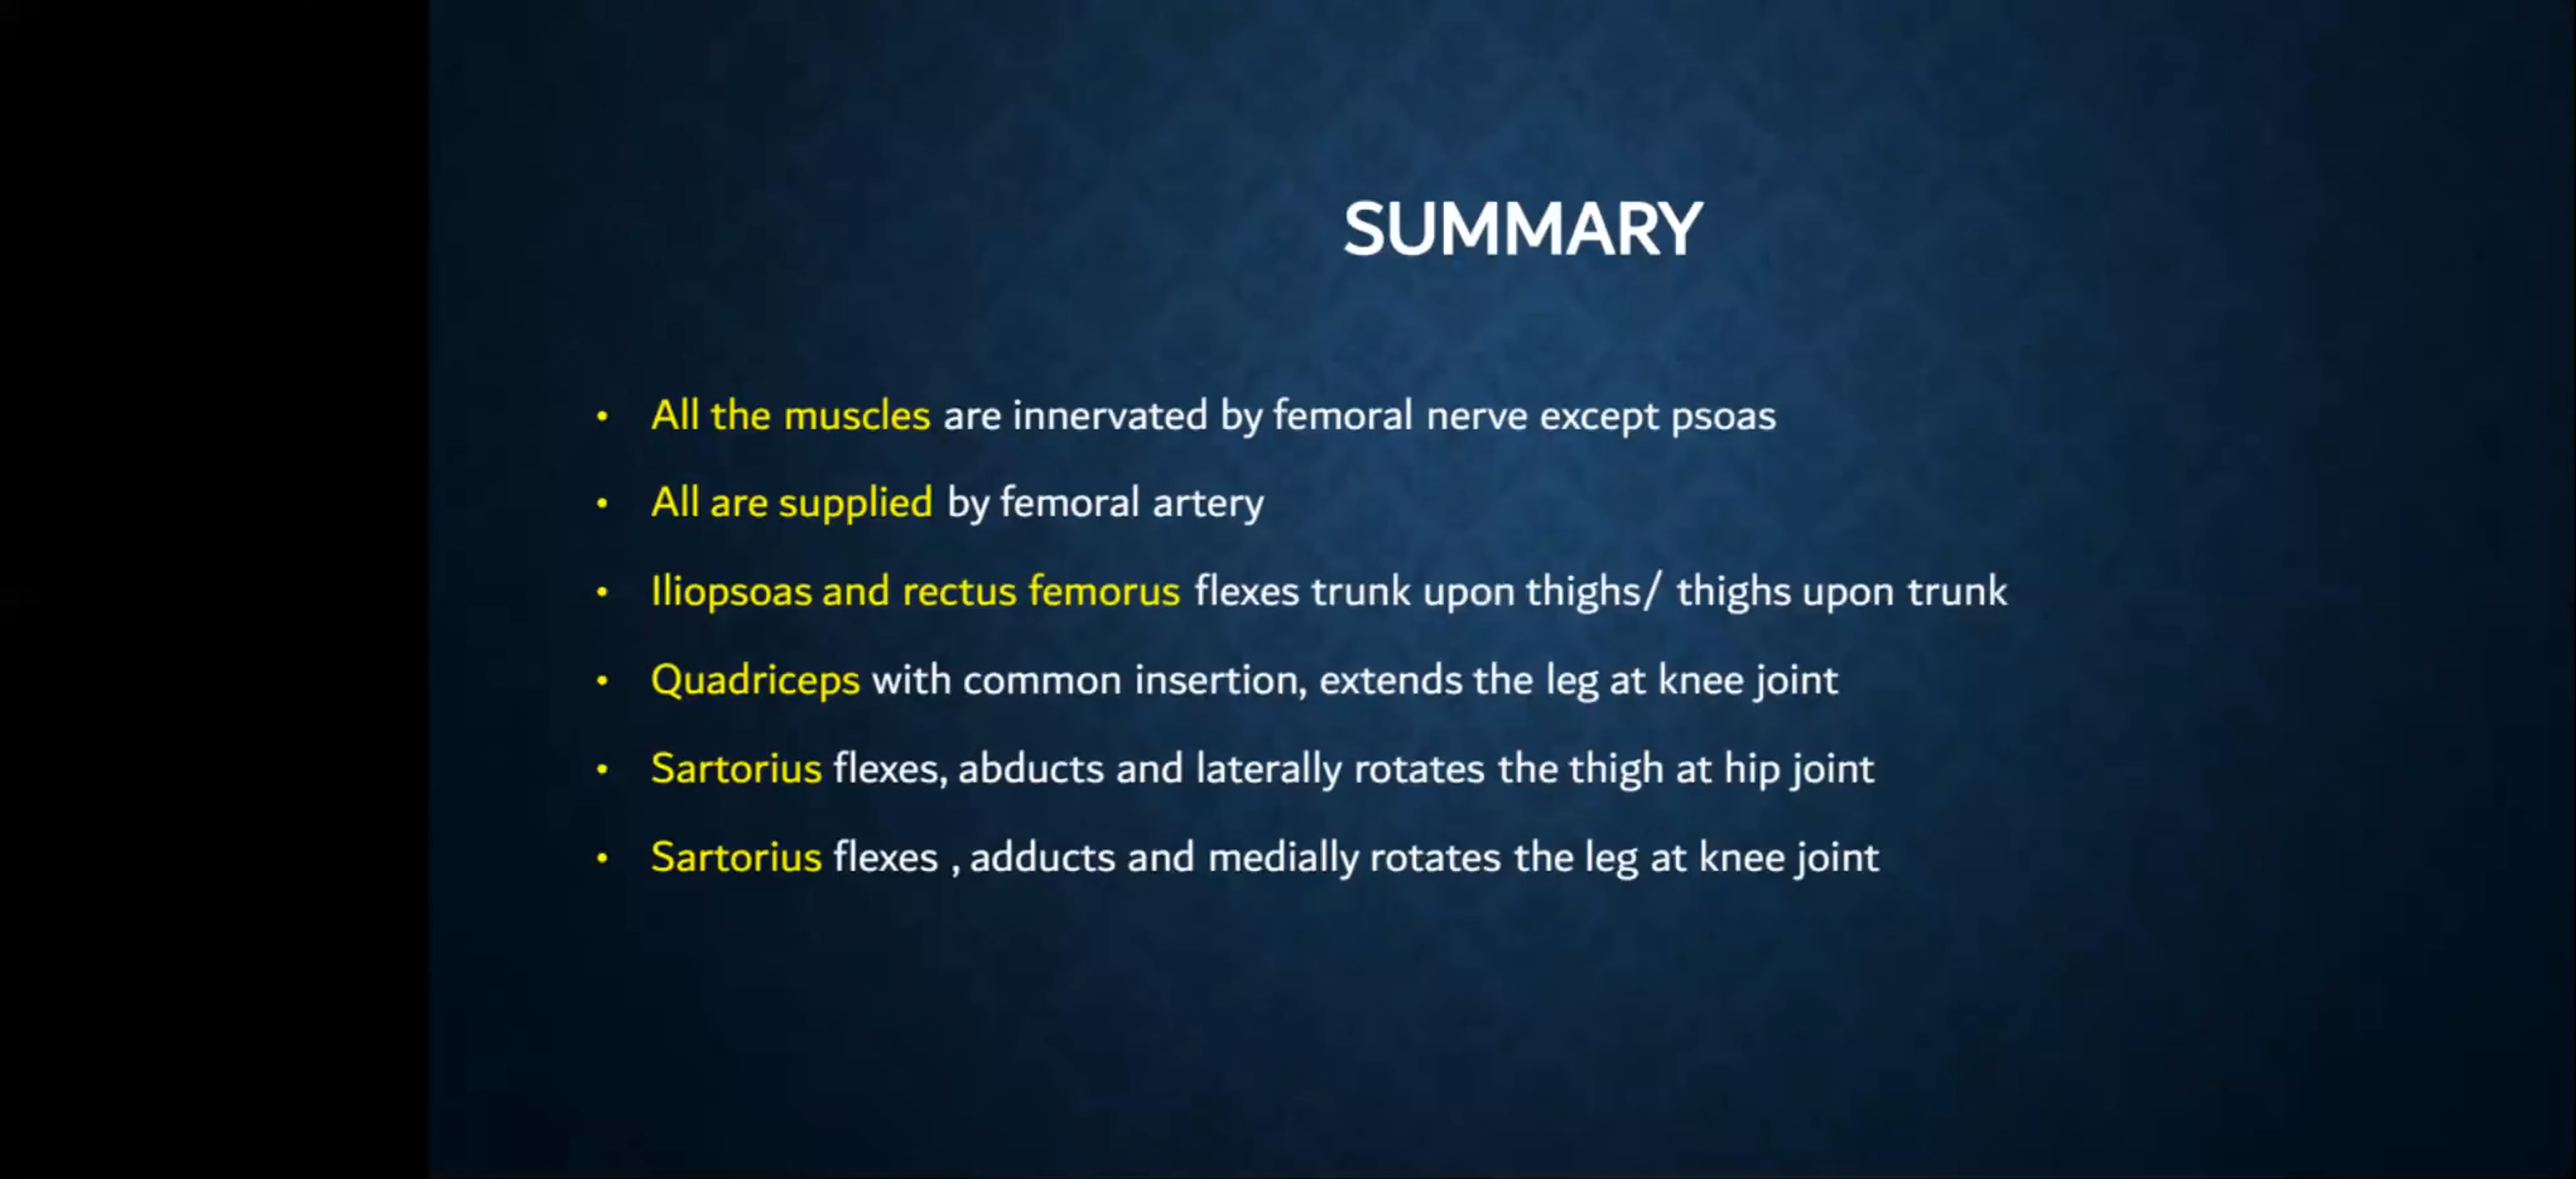 SUMMARY
• All the muscles are innervated by femoral nerve except psoas
• All are supplied by femoral artery
• Iliopsoas and rectus femorus flexes trunk upon thighs/ thighs upon trunk
• Quadriceps with common insertion, extends the leg at knee joint
• Sartorius flexes, abducts and laterally rotates the thigh at hip joint
• Sartorius flexes , adducts and medially rotates the leg at knee joint